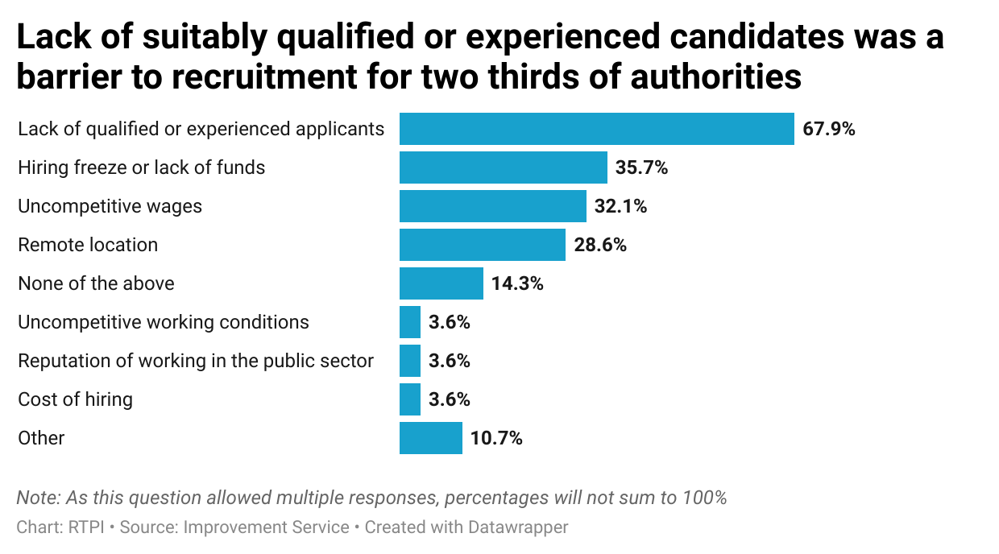 Lack of suitably qualified or experienced candidates was a
barrier to recruitment for two thirds of authorities
Lack of qualified or experienced applicants 67.9%
Hiring freeze or lack of funds 35.7%
Uncompetitive wages 32.1%
Remote location 28.6%
None of the above 14.3%
Uncompetitive working conditions 3.6%
Reputation of working in the public sector 3.6%
Cost of hiring 3.6%
Other 10.7%
Note: As this question allowed multiple responses, percentages will not sum to 100%
Chart: RTPI • Source: Improvement Service • Created with Datawrapper